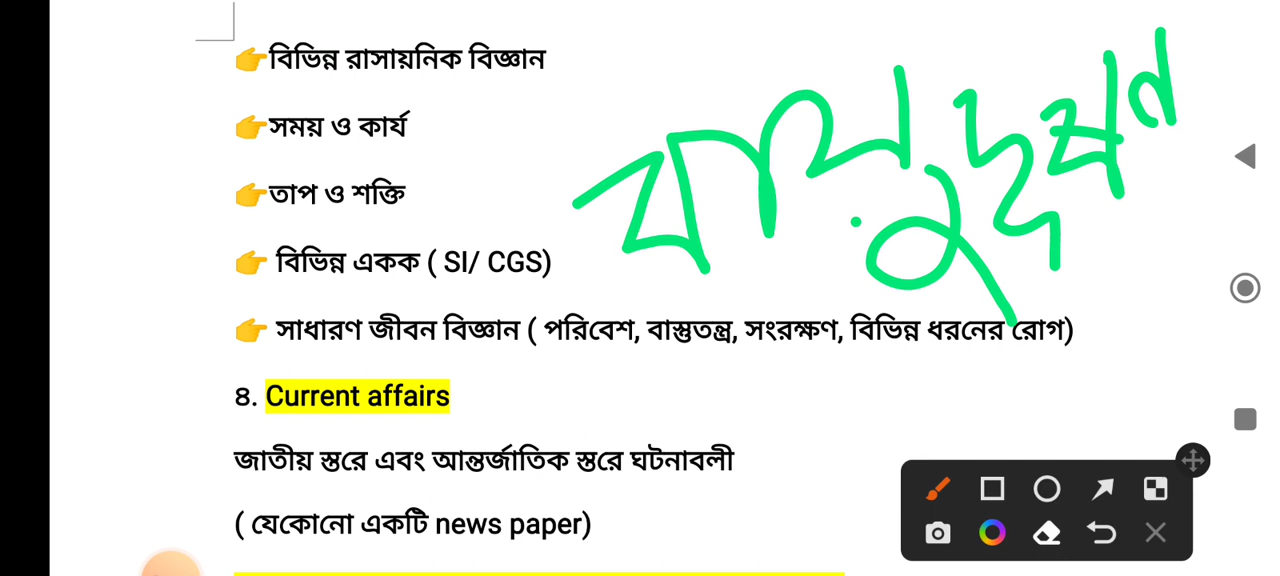 👉বিভিন্ন রাসায়নিক বিজ্ঞান
👉সময় ও কার্য
👉তাপ ও শক্তি
👉 বিভিন্ন একক ( SI/ CGS)
👉 সাধারণ জীবন বিজ্ঞান ( পরিবেশ, বাস্তুতন্ত্র, সংরক্ষণ, বিভিন্ন ধরনের রোগ)
বায়ুদূষন
৪. Current affairs
জাতীয় স্তরে এবং আন্তর্জাতিক স্তরে ঘটনাবলী
( যেকোনো একটি news paper)